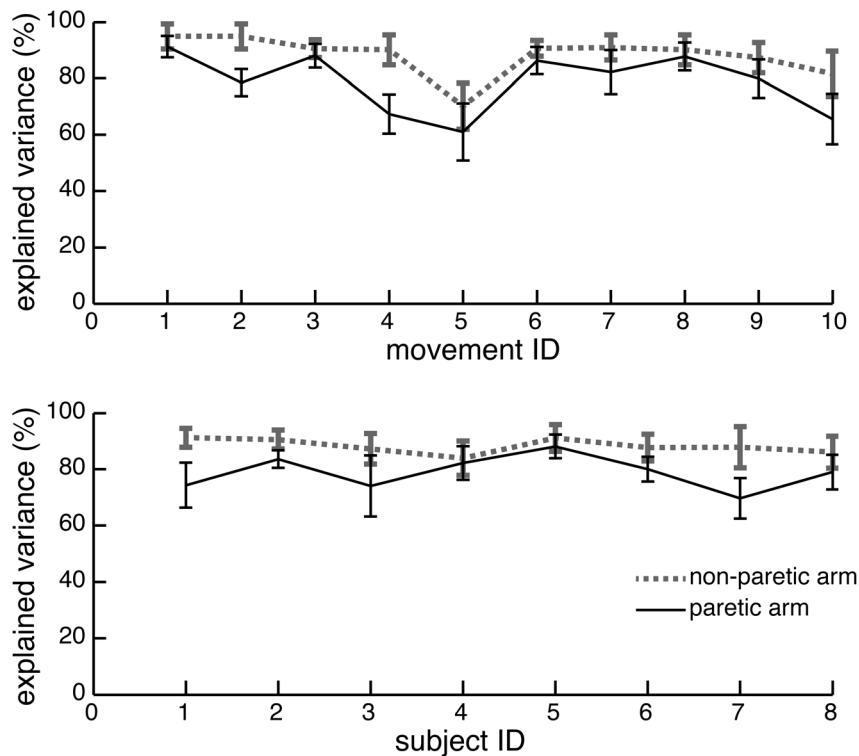 explained variance (%)
100
80
60
40
20
0
0 1 2 3 4 5 6 7 8 9 10
movement ID
explained variance (%)
100
80
60
40
20
0
0 1 2 3 4 5 6 7 8
subject ID
non-paretic arm
paretic arm